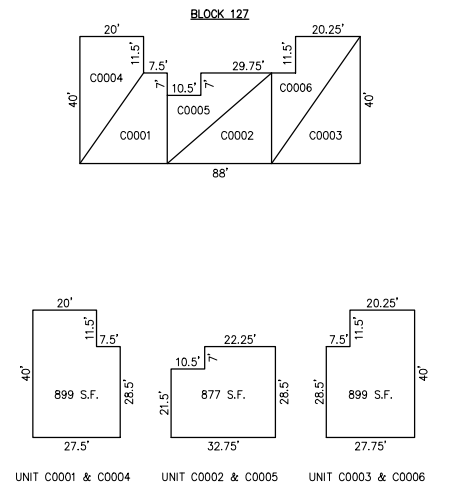 BLOCK 127
20'
20.25'
11.5'
11.5'
7.5'
29.75'
7'
7'
10.5'
C0004
C0006
C0005
40'
40'
C0001
C0002
C0003
88'
20'
20.25'
11.5'
11.5'
7.5'
22.25'
7.5'
10.5'
7'
40'
899 S.F.
28.5'
21.5'
877 S.F.
28.5'
28.5'
899 S.F.
40'
27.5'
32.75'
27.75'
UNIT C0001 & C0004
UNIT C0002 & C0005
UNIT C0003 & C0006